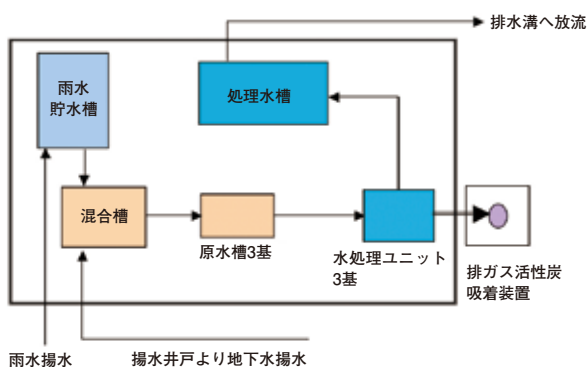 排水溝へ放流
雨水
貯水槽
処理水槽
混合槽
原水槽3基
水処理ユニット
3基
排ガス活性炭
吸着装置
雨水揚水
揚水井戸より地下水揚水